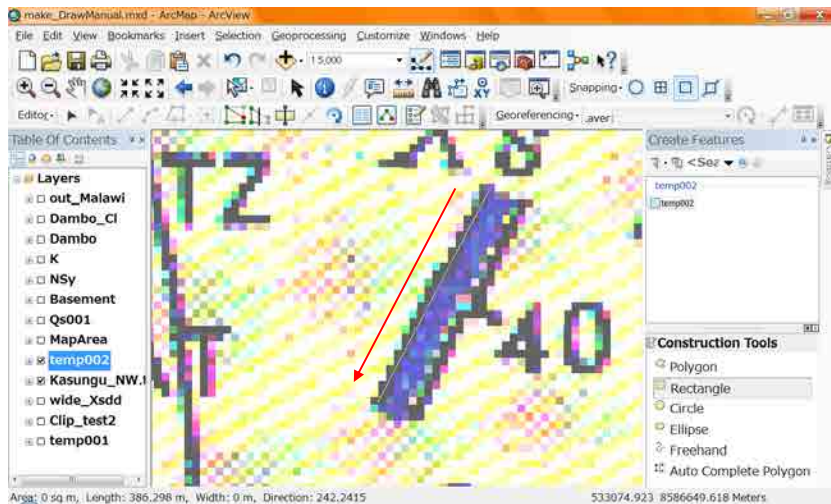 make_DrawManual.mxd - ArcMap - ArcView
File Edit View Bookmarks Insert Selection Geoprocessing Customize Windows Help
1:5,000
Snapping▾
Editor▾
Georeferencing▾
Table Of Contents
Layers
out_Malawi
Dambo_Cl
Dambo
K
NSy
Basement
Qs001
MapArea
temp002
Kasungu_NW.t
wide_Xsdd
Clip_test2
temp001
TZ
40
Create Features
temp002
temp002
Construction Tools
Polygon
Rectangle
Circle
Ellipse
Freehand
Auto Complete Polygon
Area: 0 sq m, Length: 386.298 m, Width: 0 m, Direction: 242.2415
533074.923 8586649.618 Meters